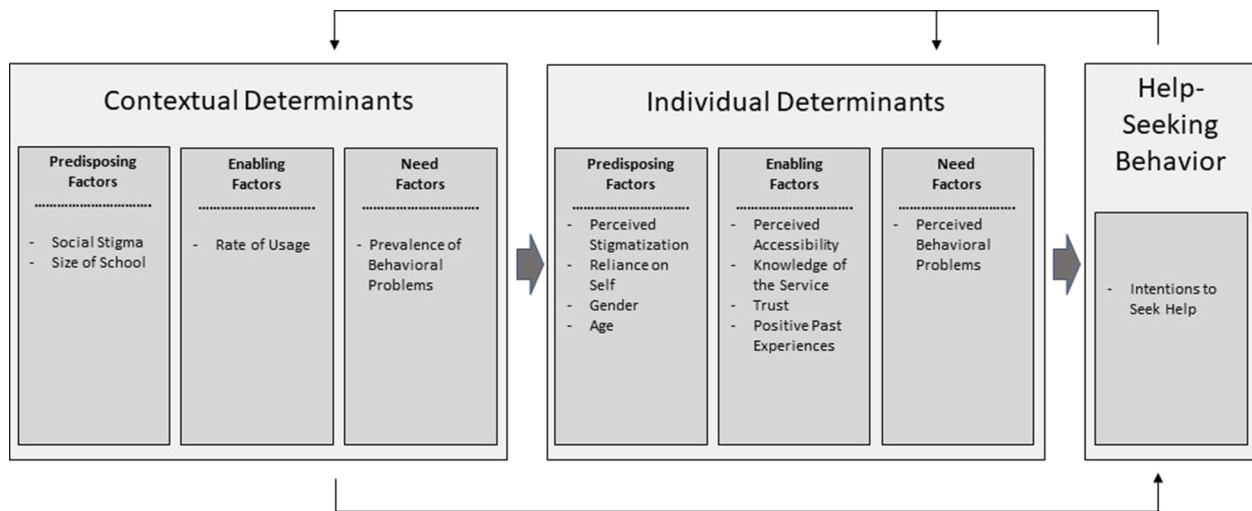 Contextual Determinants
Predisposing
Factors
- Social Stigma
- Size of School
Enabling
Factors
- Rate of Usage
Need
Factors
- Prevalence of
Behavioral
Problems
Individual Determinants
Predisposing
Factors
- Perceived
Stigmatization
- Reliance on
Self
- Gender
- Age
Enabling
Factors
- Perceived
Accessibility
- Knowledge of
the Service
- Trust
- Positive Past
Experiences
Need
Factors
- Perceived
Behavioral
Problems
Help-
Seeking
Behavior
- Intentions to
Seek Help